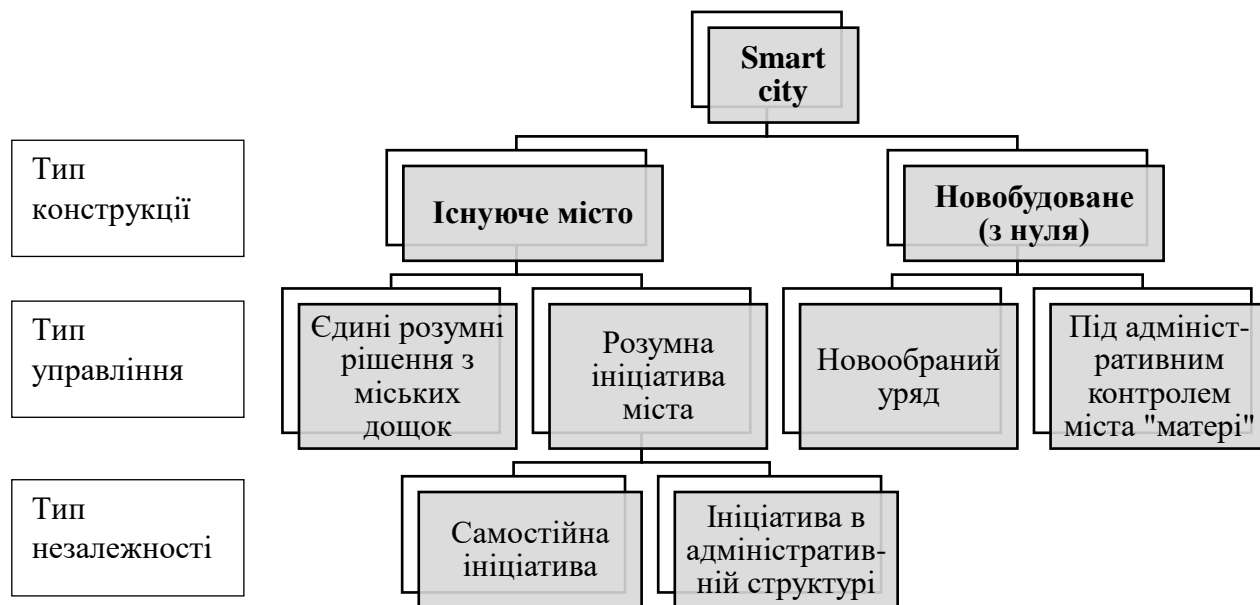 Smart
city
Тип
конструкції
Існуюче місто
Новобудоване
(з нуля)
Тип
управління
Єдині розумні
рішення з
міських
дощок
Розумна
ініціатива
міста
Новообраний
уряд
Під адмініст-
ративним
контролем
міста "матері"
Тип
незалежності
Самостійна
ініціатива
Ініціатива в
адміністратив-
ній структурі